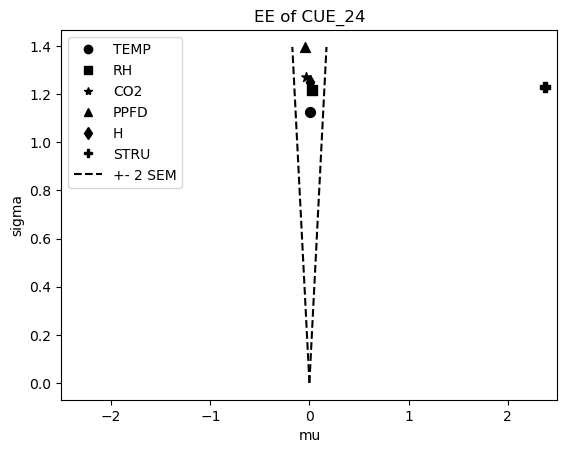 EE of CUE_24
TEMP
RH
CO2
PPFD
H
STRU
+- 2 SEM
1.4
1.2
1.0
0.8
0.6
0.4
0.2
0.0
sigma
−2
−1
0
1
2
mu